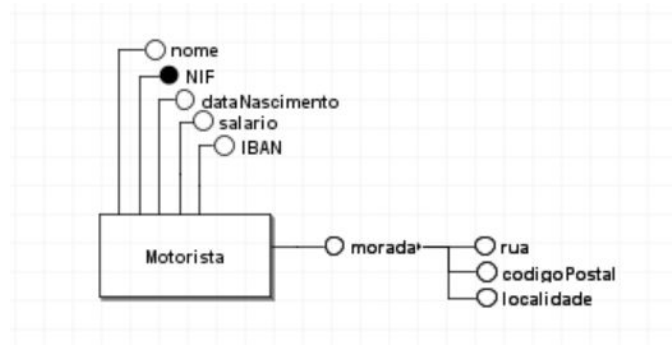 nome
NIF
dataNascimento
salario
IBAN
Motorista
morada
rua
codigoPostal
localidade